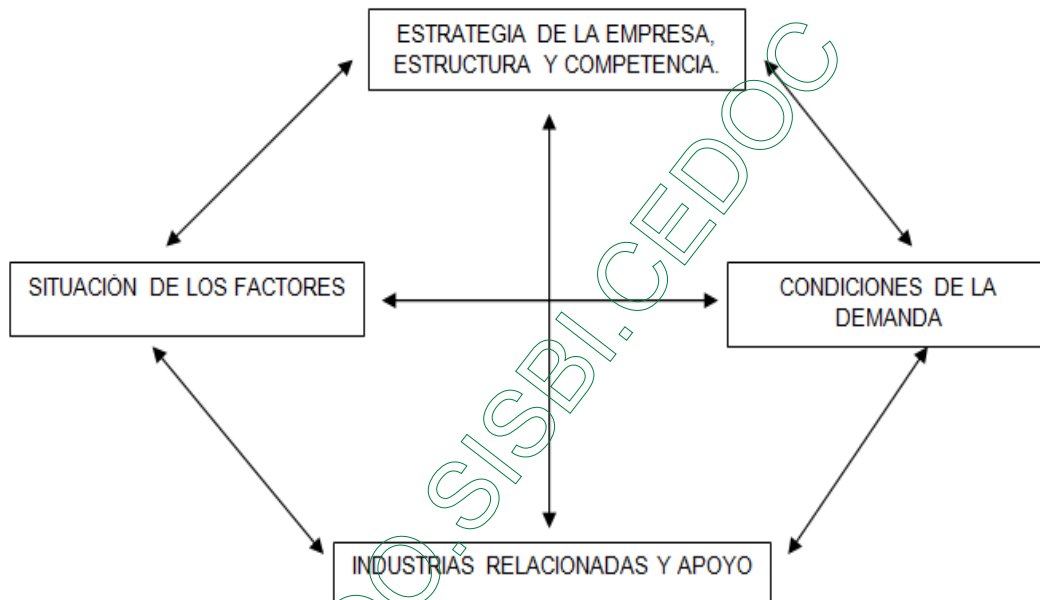 ESTRATEGIA DE LA EMPRESA,
ESTRUCTURA Y COMPETENCIA.
SITUACIÓN DE LOS FACTORES
CONDICIONES DE LA
DEMANDA
INDUSTRIAS RELACIONADAS Y APOYO
O.SISBI.CEDOC